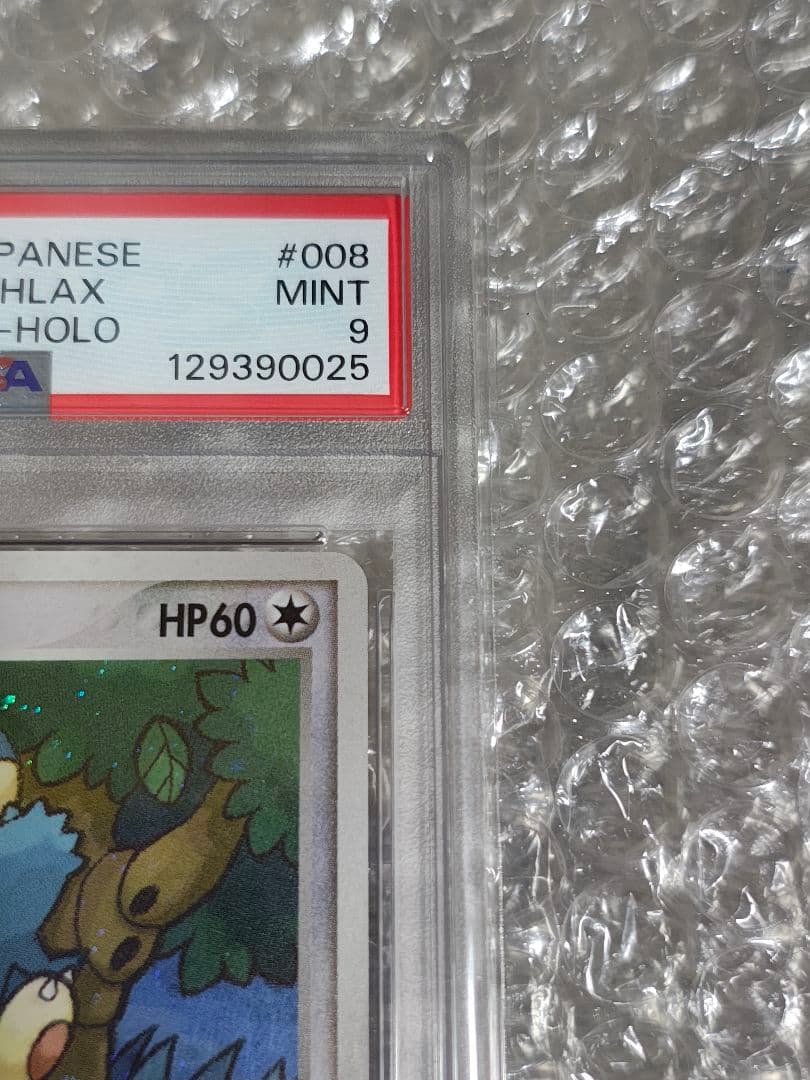 PANESE #008
HLAX MINT
-HOLO 9
129390025
HP60